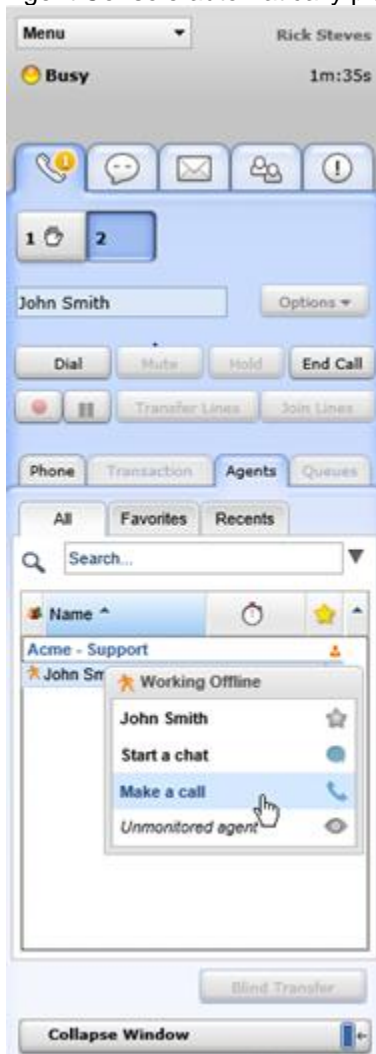 Menu
Rick Steves
Busy
1m:35s
1
1
2
John Smith
Options
Dial
Mute
Hold
End Call
Transfer Lines
Join Lines
Phone
Transaction
Agents
Queues
All
Favorites
Recents
Search...
Name
Acme - Support
John Sm
Working Offline
John Smith
Start a chat
Make a call
Unmonitored agent
Blind Transfer
Collapse Window